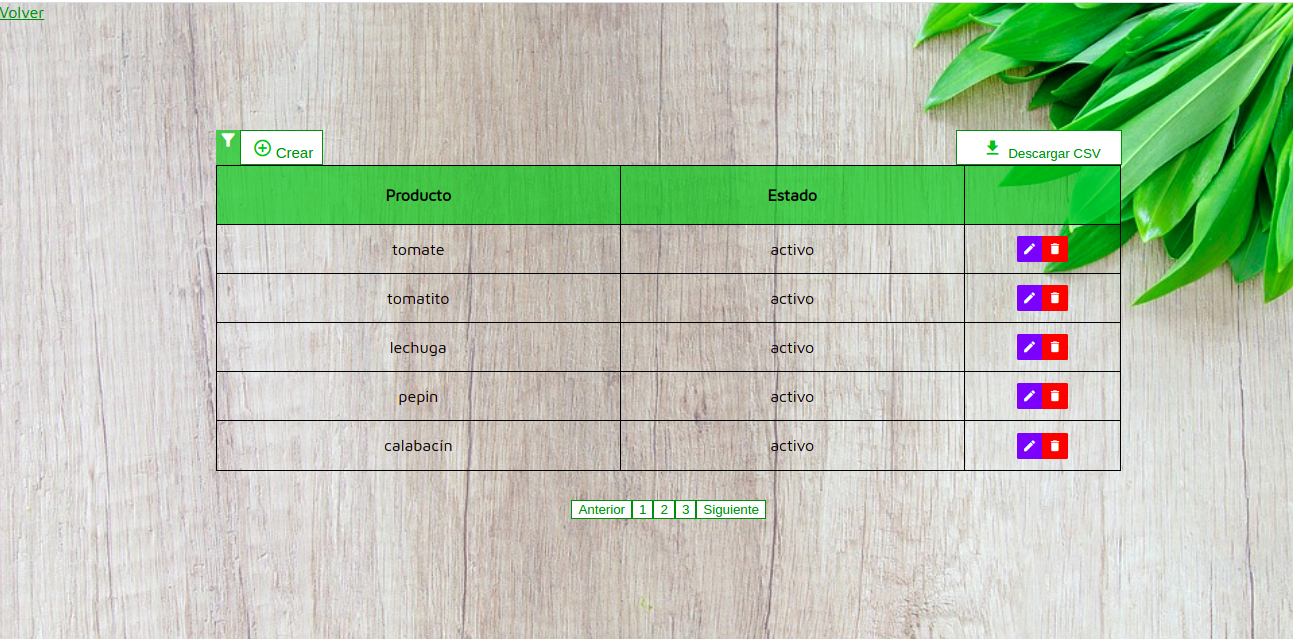 Volver
Crear Descargar CSV
Producto Estado
tomate activo
tomatito activo
lechuga activo
pepin activo
calabacín activo
Anterior 1 2 3 Siguiente